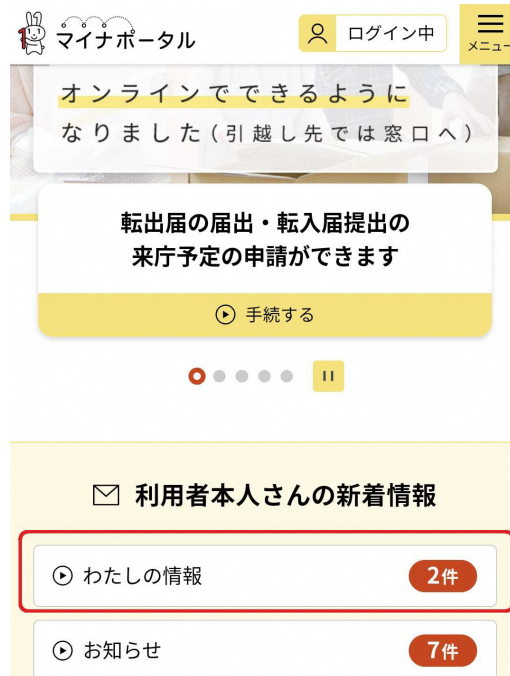 マイナポータル
ログイン中
メニュー
オンラインでできるように
なりました(引越し先では窓口へ)
転出届の届出・転入届提出の
来庁予定の申請ができます
手続する
利用者本人さんの新着情報
わたしの情報
2件
お知らせ
7件